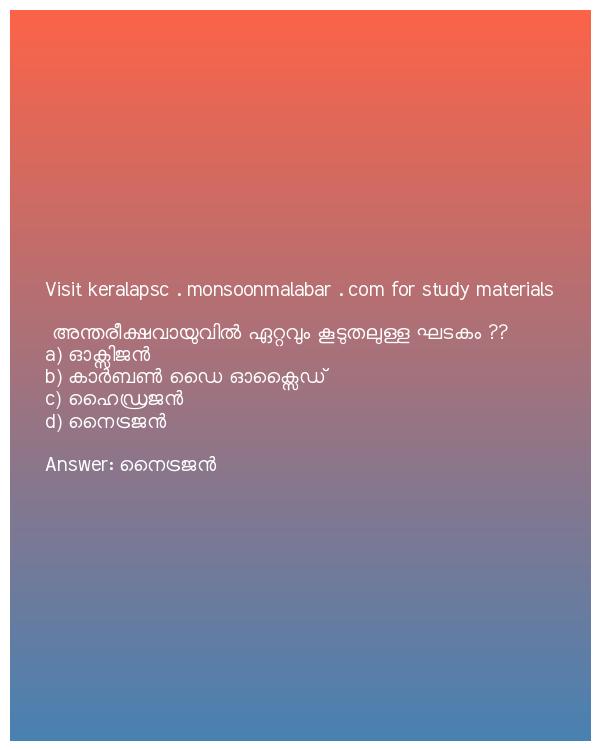 Visit keralapsc . monsoonmalabar . com for study materials
അന്തരീക്ഷവായുവിൽ ഏറ്റവും കൂടുതലുള്ള ഘടകം ??
a) ഓക്സിജൻ
b) കാർബൺ ഡൈ ഓക്സൈഡ്
c) ഹൈഡ്രജൻ
d) നൈട്രജൻ
Answer: നൈട്രജൻ